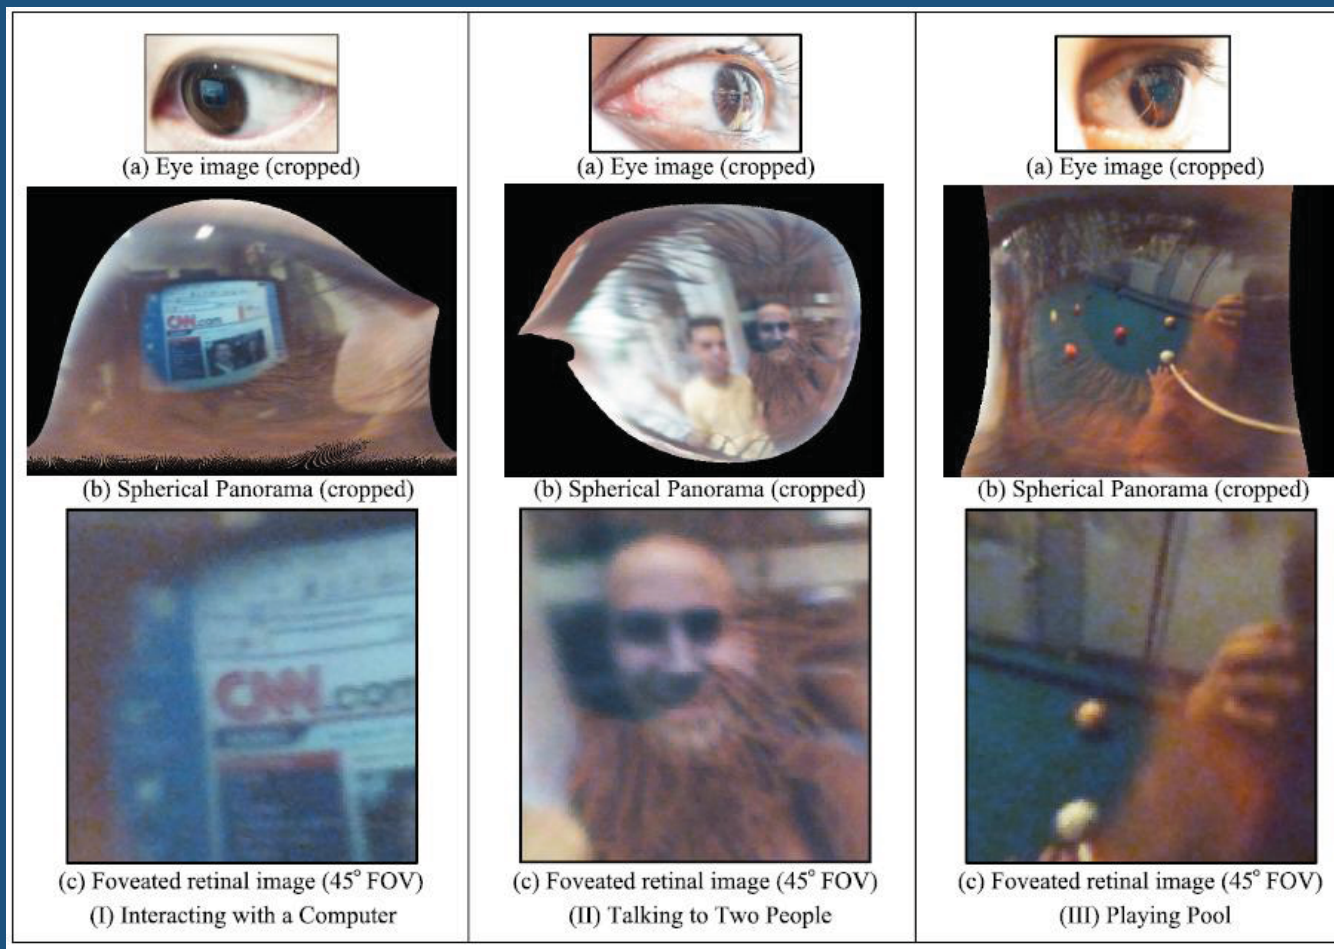 (a) Eye image (cropped)
CNN.com
(b) Spherical Panorama (cropped)
CNN.com
(c) Foveated retinal image (45° FOV)
(I) Interacting with a Computer
(a) Eye image (cropped)
(b) Spherical Panorama (cropped)
(c) Foveated retinal image (45° FOV)
(II) Talking to Two People
(a) Eye image (cropped)
(b) Spherical Panorama (cropped)
(c) Foveated retinal image (45° FOV)
(III) Playing Pool